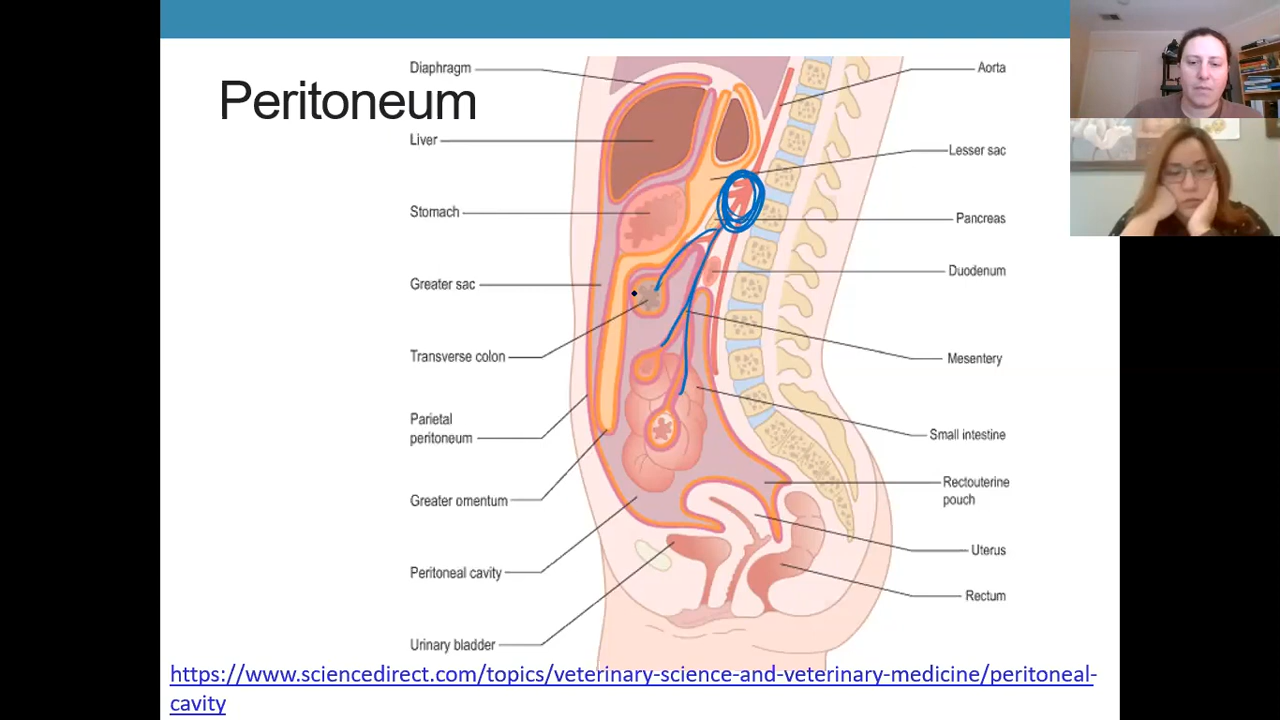 Peritoneum
Diaphragm
Liver
Stomach
Greater sac
Transverse colon
Parietal
peritoneum
Greater omentum
Peritoneal cavity
Urinary bladder
Aorta
Lesser sac
Pancreas
Duodenum
Mesentery
Small intestine
Rectouterine
pouch
Uterus
Rectum
https://www.sciencedirect.com/topics/veterinary-science-and-veterinary-medicine/peritoneal-
cavity